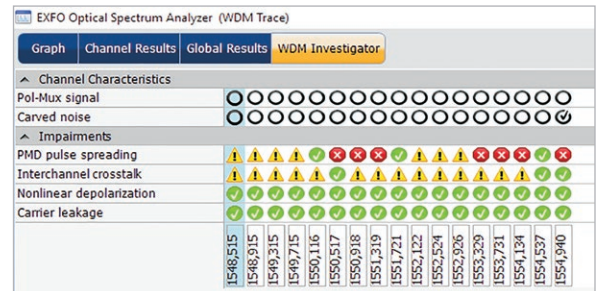 EXFO Optical Spectrum Analyzer (WDM Trace)
Graph Channel Results Global Results WDM Investigator
Channel Characteristics
Pol-Mux signal
Carved noise
Impairments
PMD pulse spreading
Interchannel crosstalk
Nonlinear depolarization
Carrier leakage
1548,515 1548,915 1549,315 1549,715 1550,116 1550,517 1550,918 1551,319 1551,721 1552,122 1552,524 1552,926 1553,229 1553,731 1554,134 1554,537 1554,940